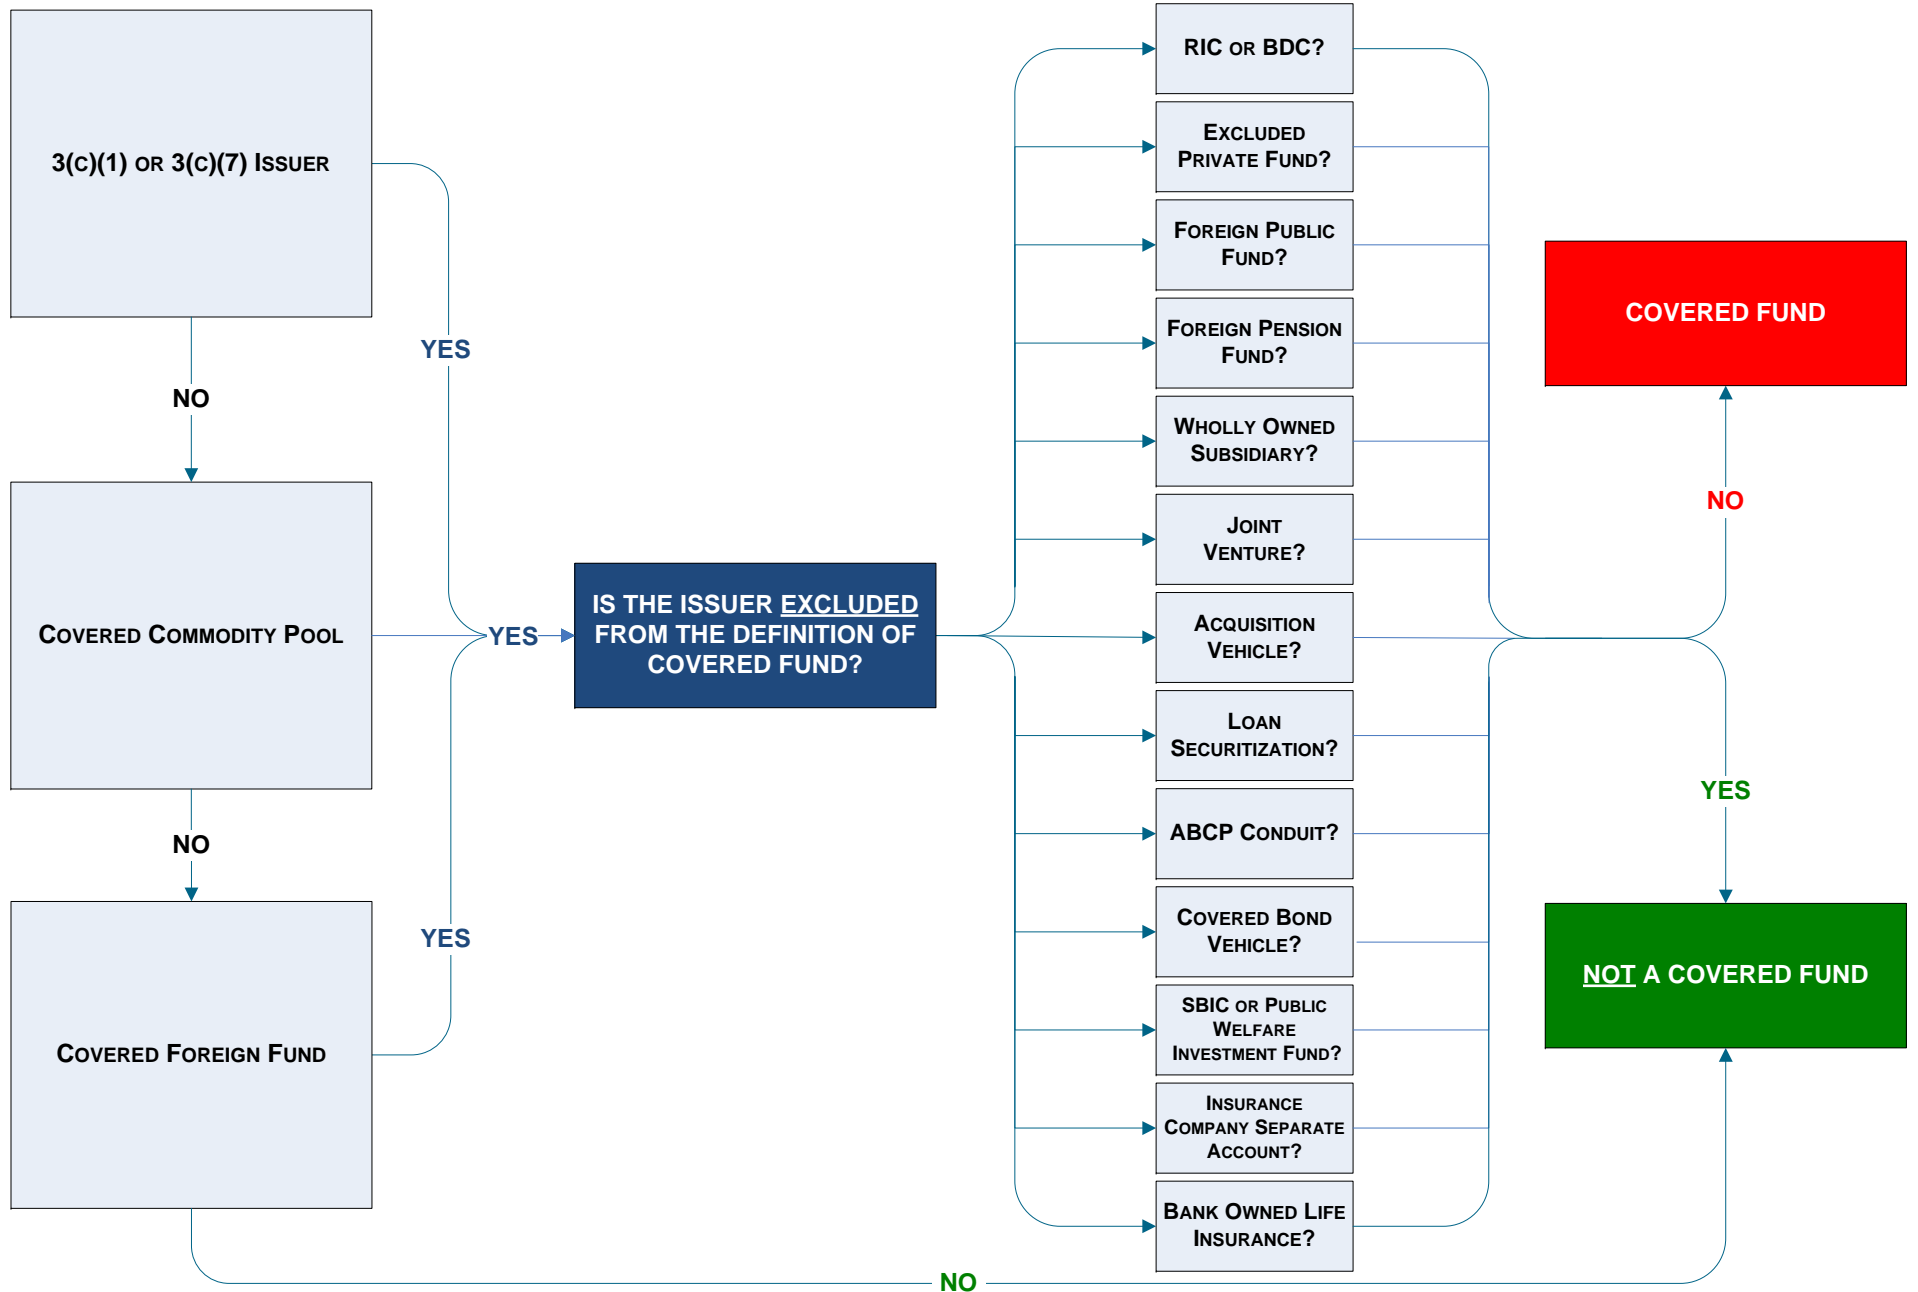 3(c)(1) or 3(c)(7) Issuer
YES
NO
Covered Commodity Pool
YES
NO
Covered Foreign Fund
YES
NO
IS THE ISSUER EXCLUDED
FROM THE DEFINITION OF
COVERED FUND?
RIC or BDC?
Excluded
Private Fund?
Foreign Public
Fund?
Foreign Pension
Fund?
Wholly Owned
Subsidiary?
Joint
Venture?
Acquisition
Vehicle?
Loan
Securitization?
ABCP Conduit?
Covered Bond
Vehicle?
SBIC or Public
Welfare
Investment Fund?
Insurance
Company Separate
Account?
Bank Owned Life
Insurance?
COVERED FUND
NO
YES
NOT A COVERED FUND